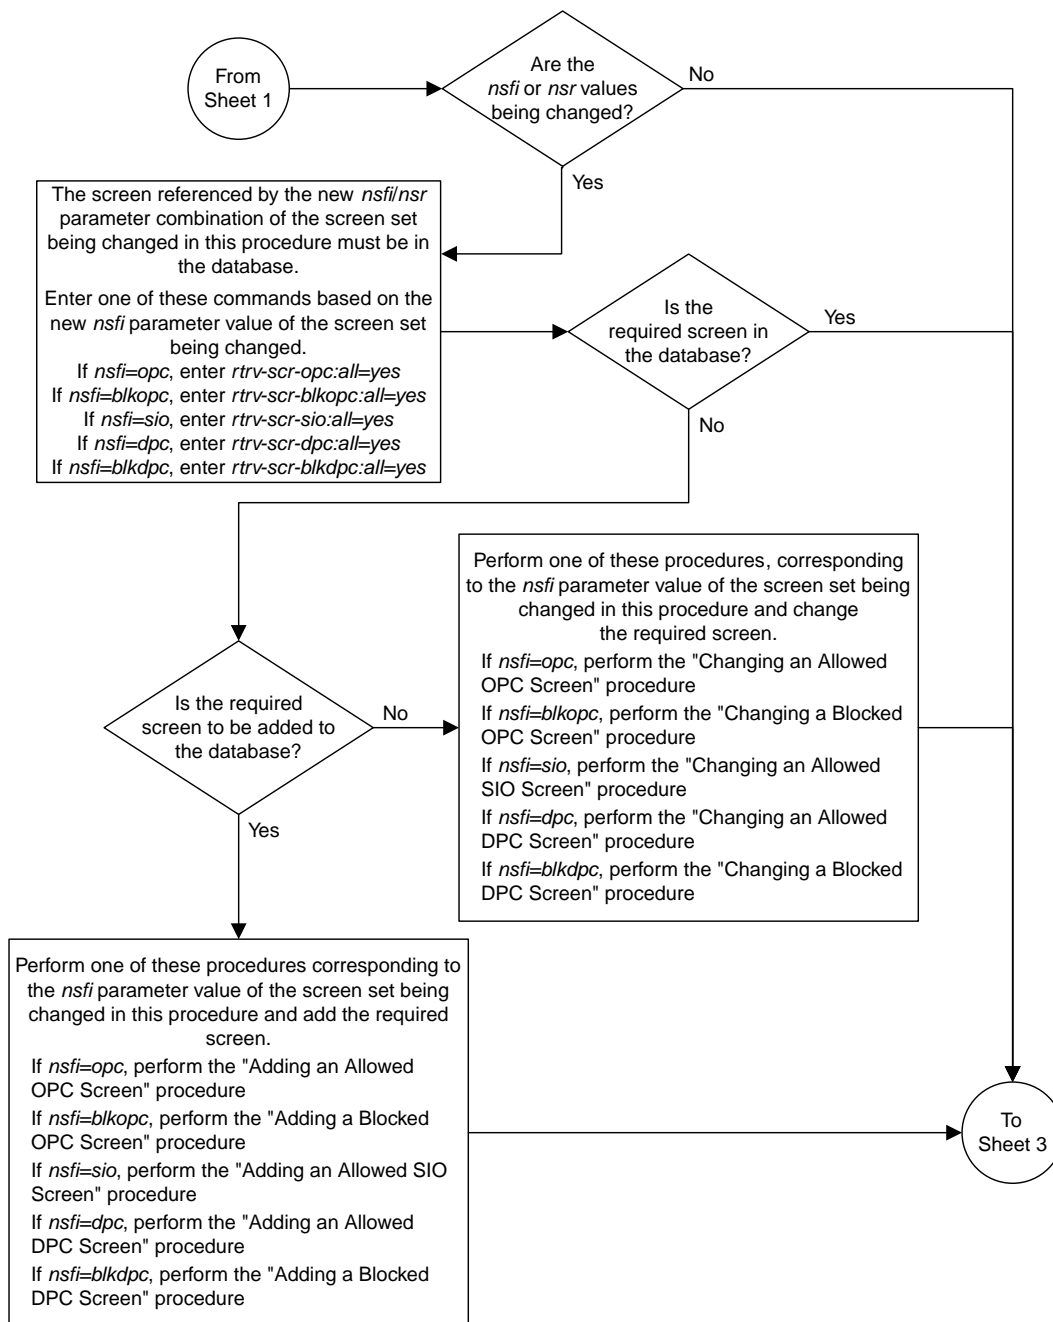 From
Sheet 1
Are the
nsfi or nsr values
being changed?
No
Yes
The screen referenced by the new nsfi/nsr
parameter combination of the screen set
being changed in this procedure must be in
the database.
Enter one of these commands based on the
new nsfi parameter value of the screen set
being changed.
If nsfi=opc, enter rtrv-scr-opc:all=yes
If nsfi=blkopc, enter rtrv-scr-blkopc:all=yes
If nsfi=sio, enter rtrv-scr-sio:all=yes
If nsfi=dpc, enter rtrv-scr-dpc:all=yes
If nsfi=blkdpc, enter rtrv-scr-blkdpc:all=yes
Is the
required screen in
the database?
Yes
No
Is the required
screen to be added to
the database?
No
Yes
Perform one of these procedures, corresponding
to the nsfi parameter value of the screen set being
changed in this procedure and change
the required screen.
If nsfi=opc, perform the "Changing an Allowed
OPC Screen" procedure
If nsfi=blkopc, perform the "Changing a Blocked
OPC Screen" procedure
If nsfi=sio, perform the "Changing an Allowed
SIO Screen" procedure
If nsfi=dpc, perform the "Changing an Allowed
DPC Screen" procedure
If nsfi=blkdpc, perform the "Changing a Blocked
DPC Screen" procedure
Perform one of these procedures corresponding to
the nsfi parameter value of the screen set being
changed in this procedure and add the required
screen.
If nsfi=opc, perform the "Adding an Allowed
OPC Screen" procedure
If nsfi=blkopc, perform the "Adding a Blocked
OPC Screen" procedure
If nsfi=sio, perform the "Adding an Allowed SIO
Screen" procedure
If nsfi=dpc, perform the "Adding an Allowed
DPC Screen" procedure
If nsfi=blkdpc, perform the "Adding a Blocked
DPC Screen" procedure
To
Sheet 3